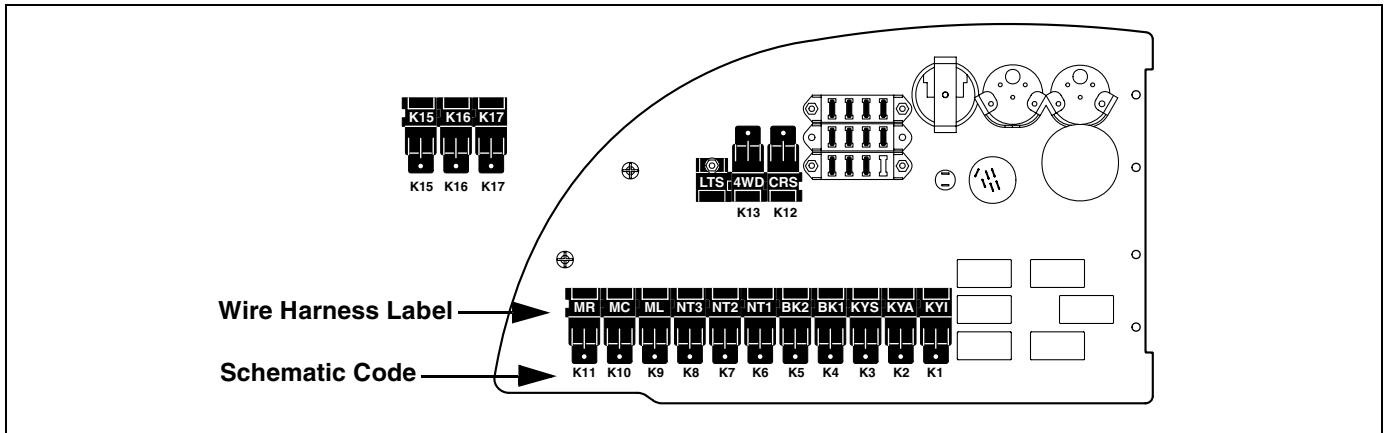 K15 K16 K17
K15 K16 K17
LTS 4WD CRS
K13 K12
Wire Harness Label
MR MC ML NT3 NT2 NT1 BK2 BK1 KYS KYA KYI
Schematic Code
K11 K10 K9 K8 K7 K6 K5 K4 K3 K2 K1